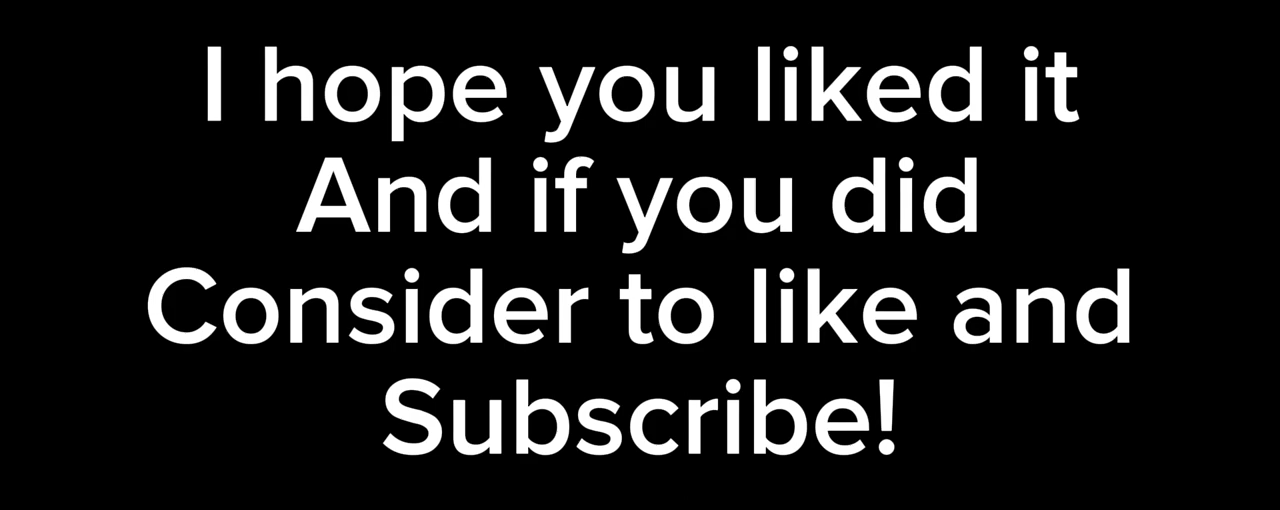 I hope you liked it
And if you did
Consider to like and
Subscribe!